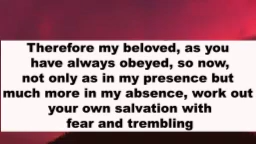 Therefore my beloved, as you
have always obeyed, so now,
not only as in my presence but
much more in my absence, work out
your own salvation with
fear and trembling